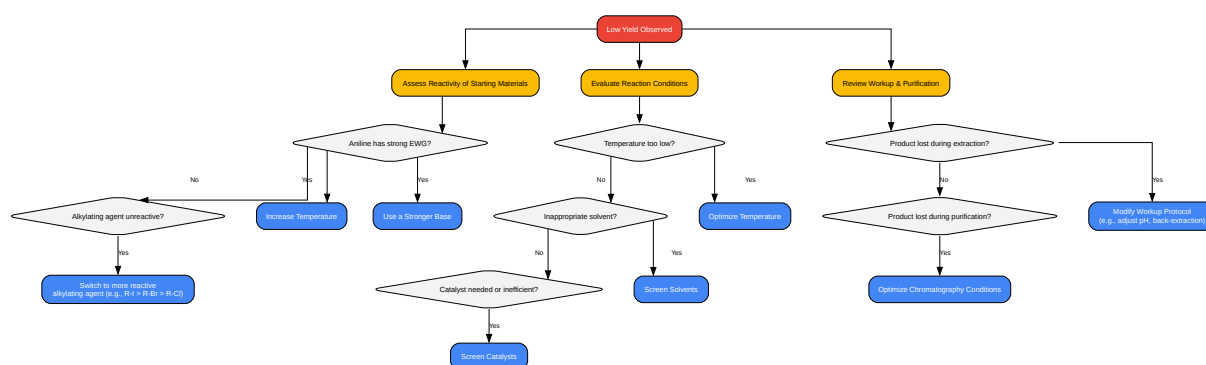 Low Yield Observed
Assess Reactivity of Starting Materials
Evaluate Reaction Conditions
Review Workup & Purification
Aniline has strong EWG?
Temperature too low?
Product lost during extraction?
No
Yes
Yes
No
Yes
No
Yes
Alkylating agent unreactive?
Increase Temperature
Use a Stronger Base
Inappropriate solvent?
Optimize Temperature
Product lost during purification?
Modify Workup Protocol
(e.g., adjust pH, back-extraction)
Yes
No
Yes
Yes
Switch to more reactive
alkylating agent (e.g., R-I > R-Br > R-Cl)
Catalyst needed or inefficient?
Screen Solvents
Optimize Chromatography Conditions
Yes
Screen Catalysts